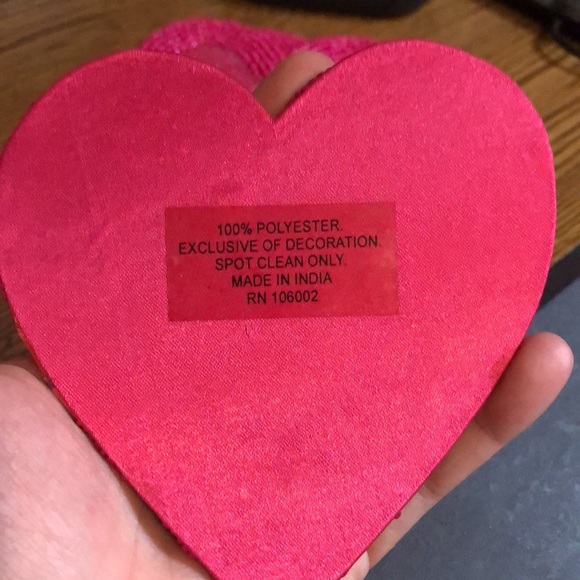 100% POLYESTER.
EXCLUSIVE OF DECORATION.
SPOT CLEAN ONLY.
MADE IN INDIA
RN 106002